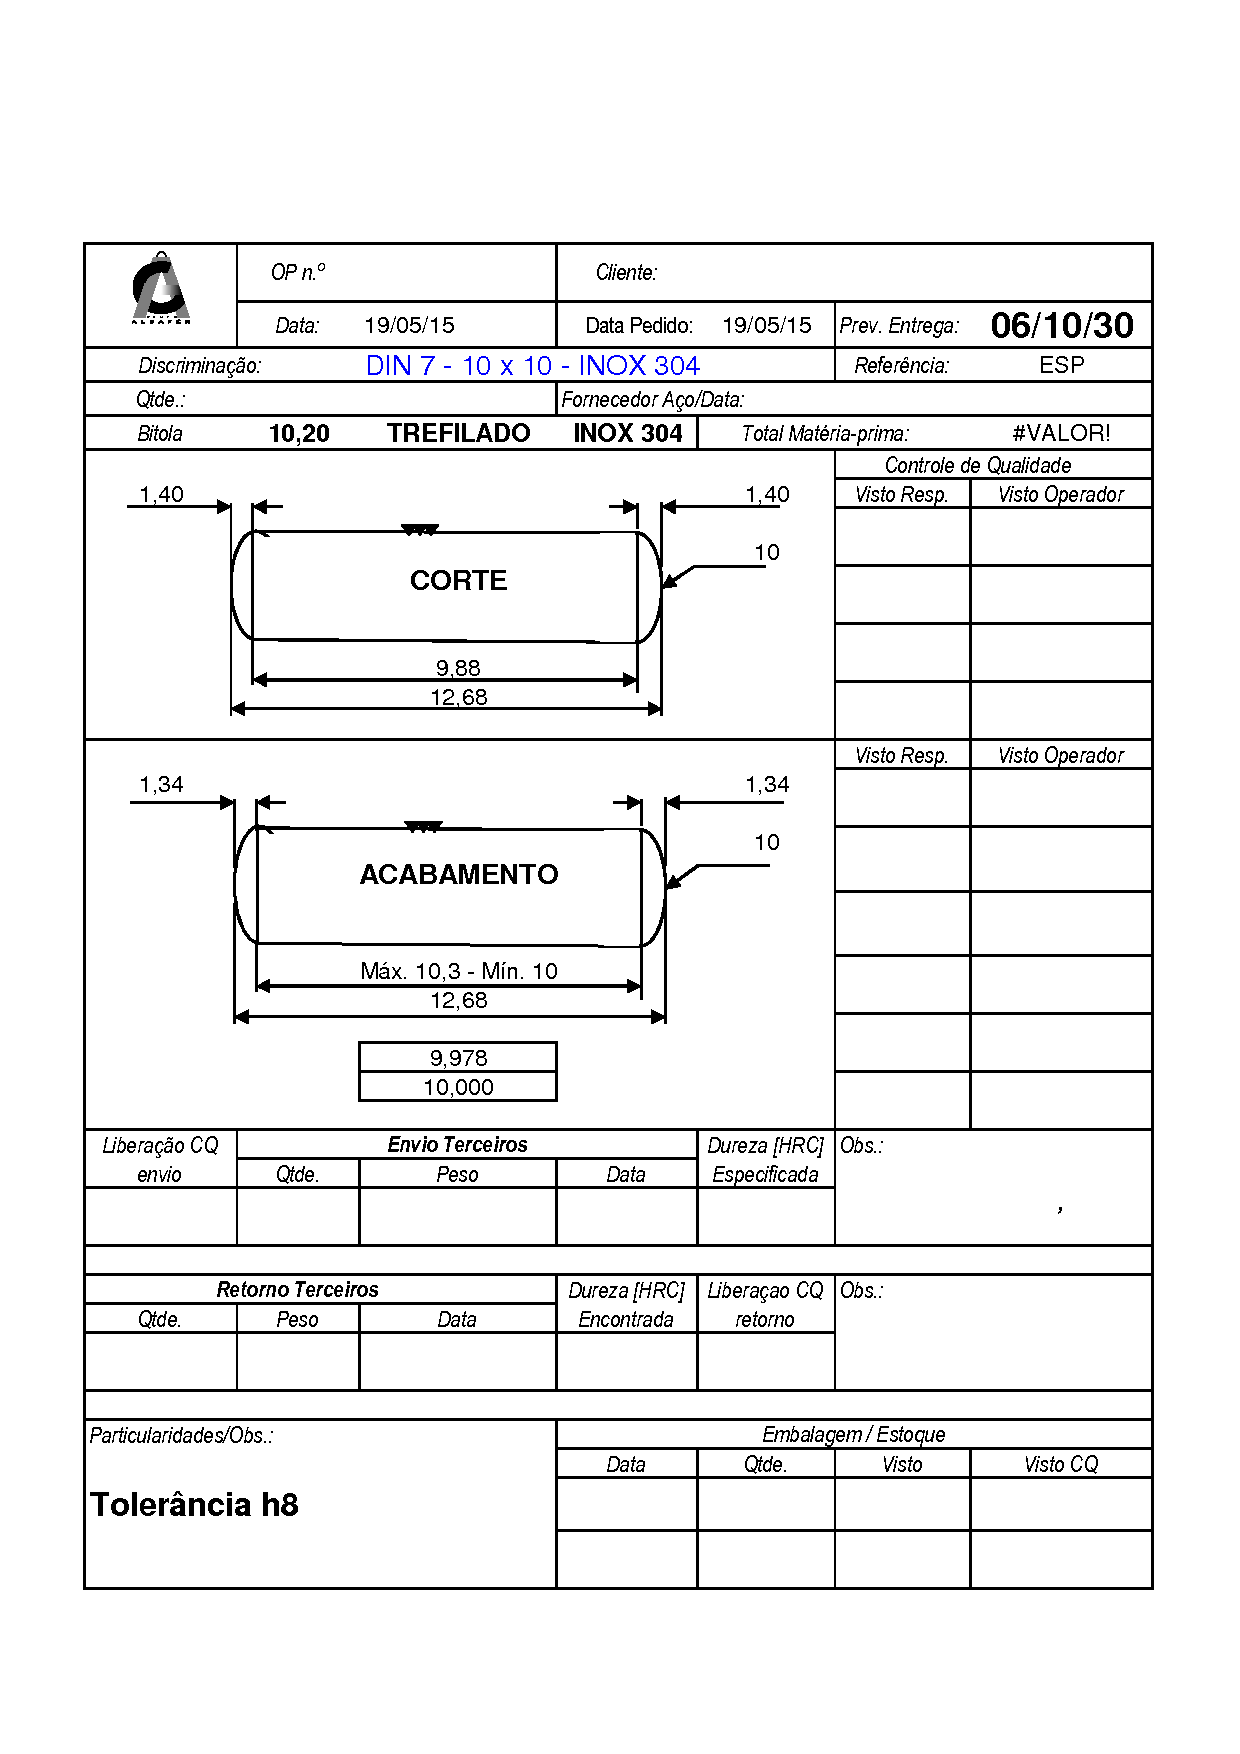 OP n.º Cliente:
ALSAFER
Data: 19/05/15 Data Pedido: 19/05/15 Prev. Entrega: 06/10/30
Discriminação: DIN 7 - 10 x 10 - INOX 304 Referência: ESP
Qtde.: Fornecedor Aço/Data:
Bitola 10,20 TREFILADO INOX 304 Total Matéria-prima: #VALOR!
Controle de Qualidade
1,40 1,40 Visto Resp. Visto Operador
10
CORTE
9,88
12,68
Visto Resp. Visto Operador
1,34 1,34
10
ACABAMENTO
Máx. 10,3 - Mín. 10
12,68
9,978
10,000
Liberação CQ Envio Terceiros Dureza [HRC] Obs.:
envio Qtde. Peso Data Especificada
,
Retorno Terceiros Dureza [HRC] Liberaçao CQ Obs.:
Qtde. Peso Data Encontrada retorno
Particularidades/Obs.: Embalagem / Estoque
Data Qtde. Visto Visto CQ
Tolerância h8